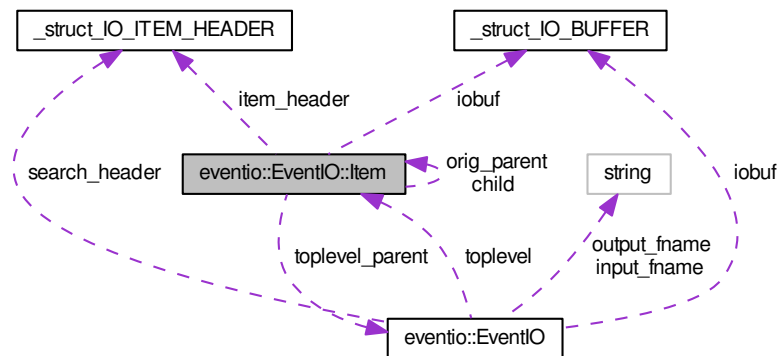 _struct_IO_ITEM_HEADER
_struct_IO_BUFFER
item_header
iobuf
search_header
eventio::EventIO::Item
orig_parent
child
string
iobuf
toplevel_parent
toplevel
output_fname
input_fname
eventio::EventIO